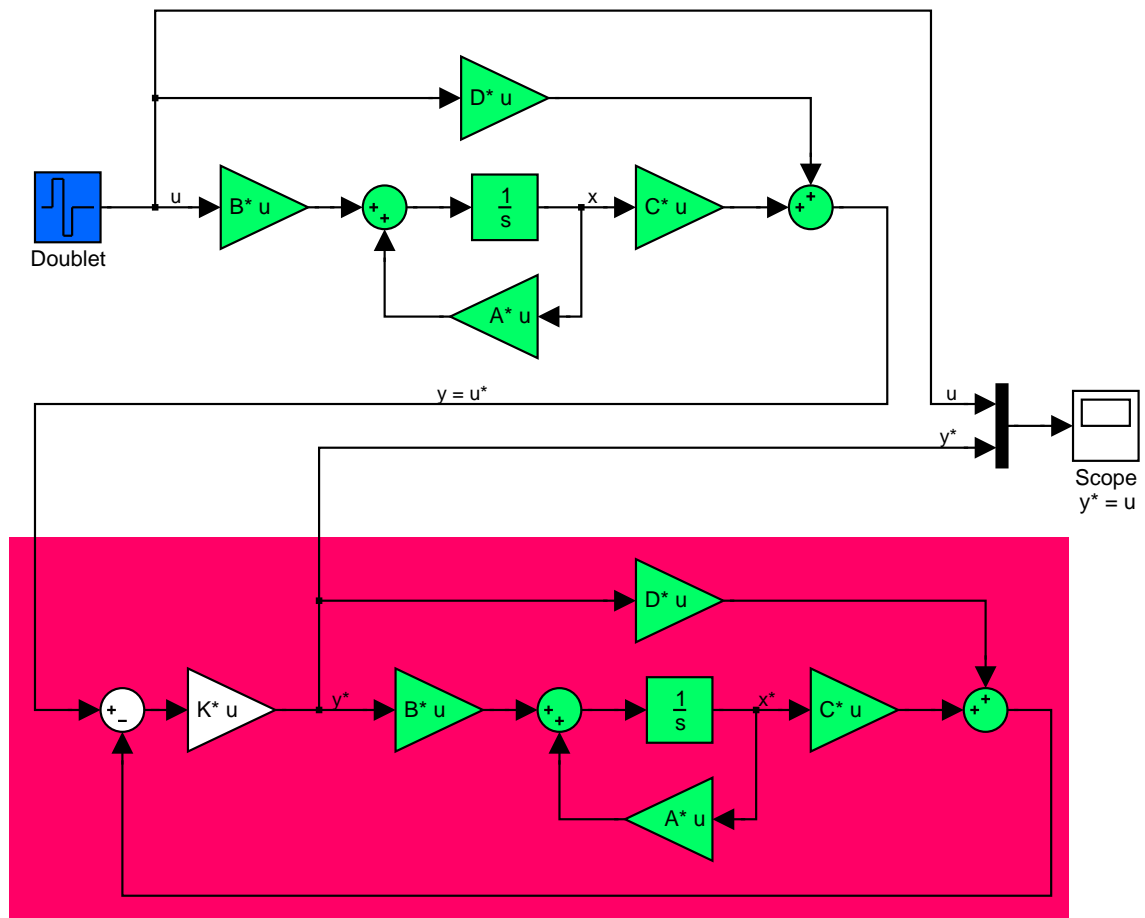 D* u
+
+
u
B* u
+
+
1
s
x
C* u
Doublet
A* u
y = u*
u
y*
Scope
y* = u
D* u
+
−
K* u
y*
B* u
+
+
1
s
x*
C* u
+
+
A* u